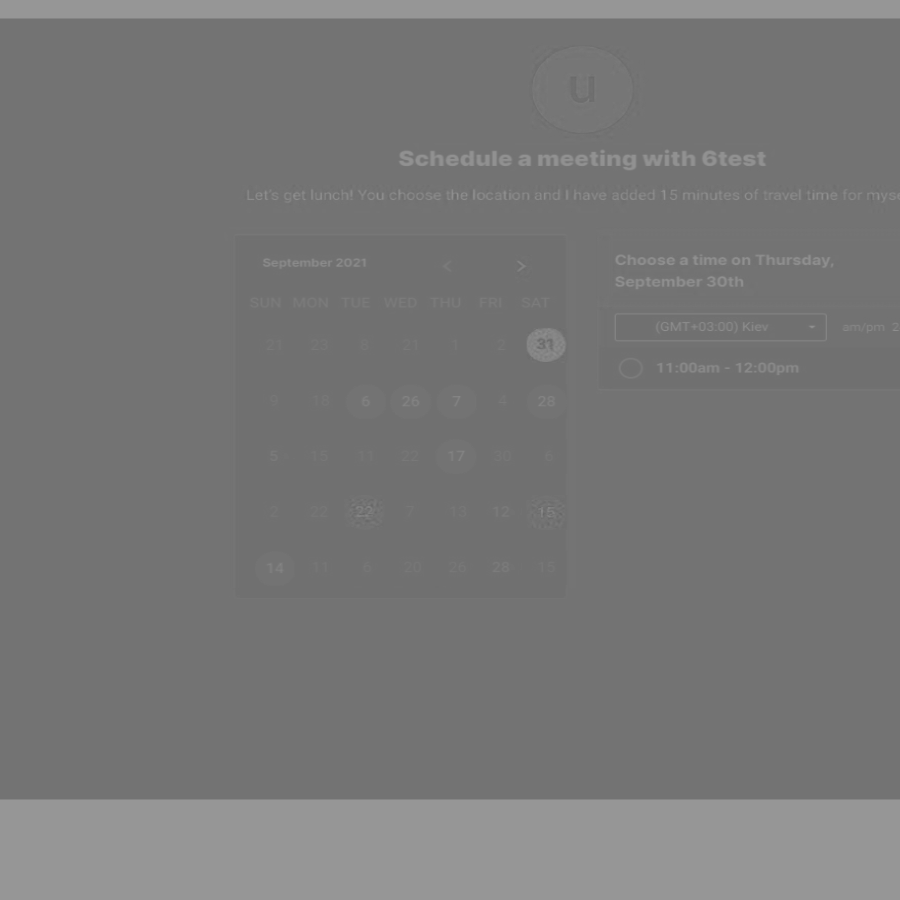 u
Schedule a meeting with 6test
Let's get lunch! You choose the location and I have added 15 minutes of travel time for myse
September 2021 < >
SUN MON TUE WED THU FRI SAT
21 23 8 21 1 2 31
9 6 26 7 4 28
5 15 11 22 17 30 6
2 22 22 9 13 12 15
14 11 6 20 26 28 15
Choose a time on Thursday,
September 30th
(GMT+03:00) Kiev am/pm 2
11:00am - 12:00pm